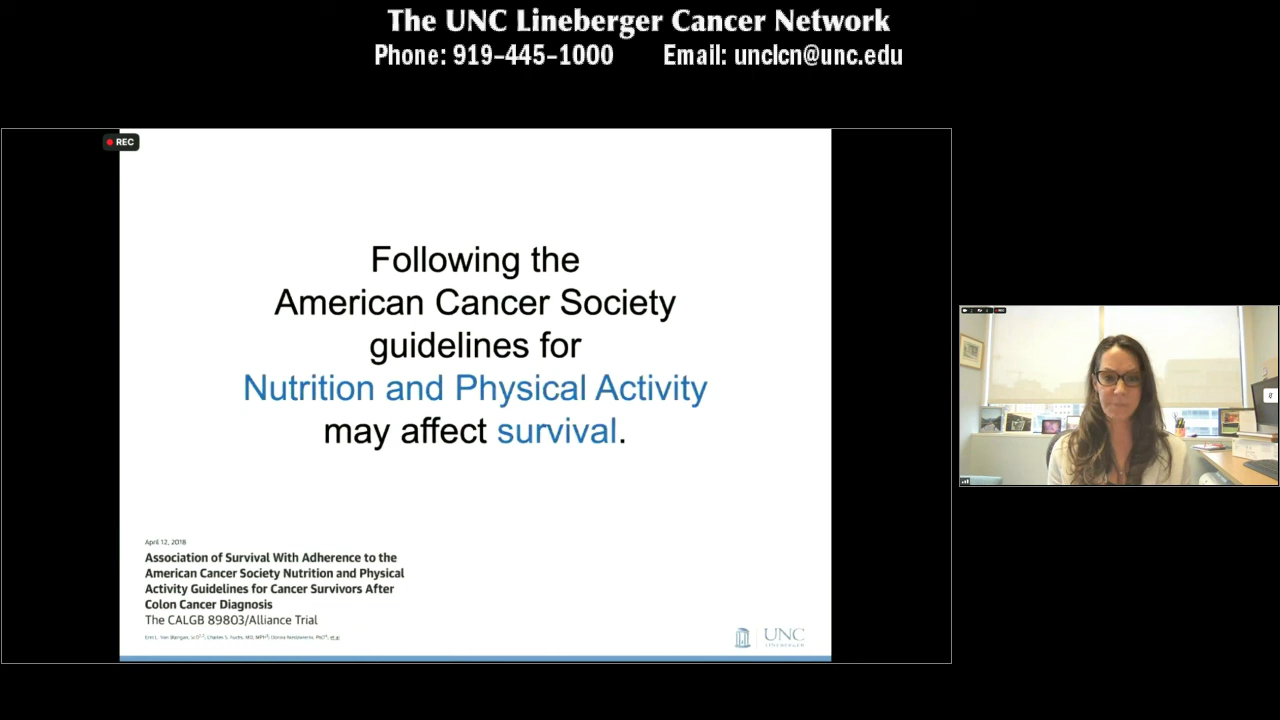 The UNC Lineberger Cancer Network
Phone: 919-445-1000 Email: unclcn@unc.edu
REC
Following the
American Cancer Society
guidelines for
Nutrition and Physical Activity
may affect survival.
April 12, 2018
Association of Survival With Adherence to the
American Cancer Society Nutrition and Physical
Activity Guidelines for Cancer Survivors After
Colon Cancer Diagnosis
The CALGB 89803/Alliance Trial
UNC
LINEBERGER